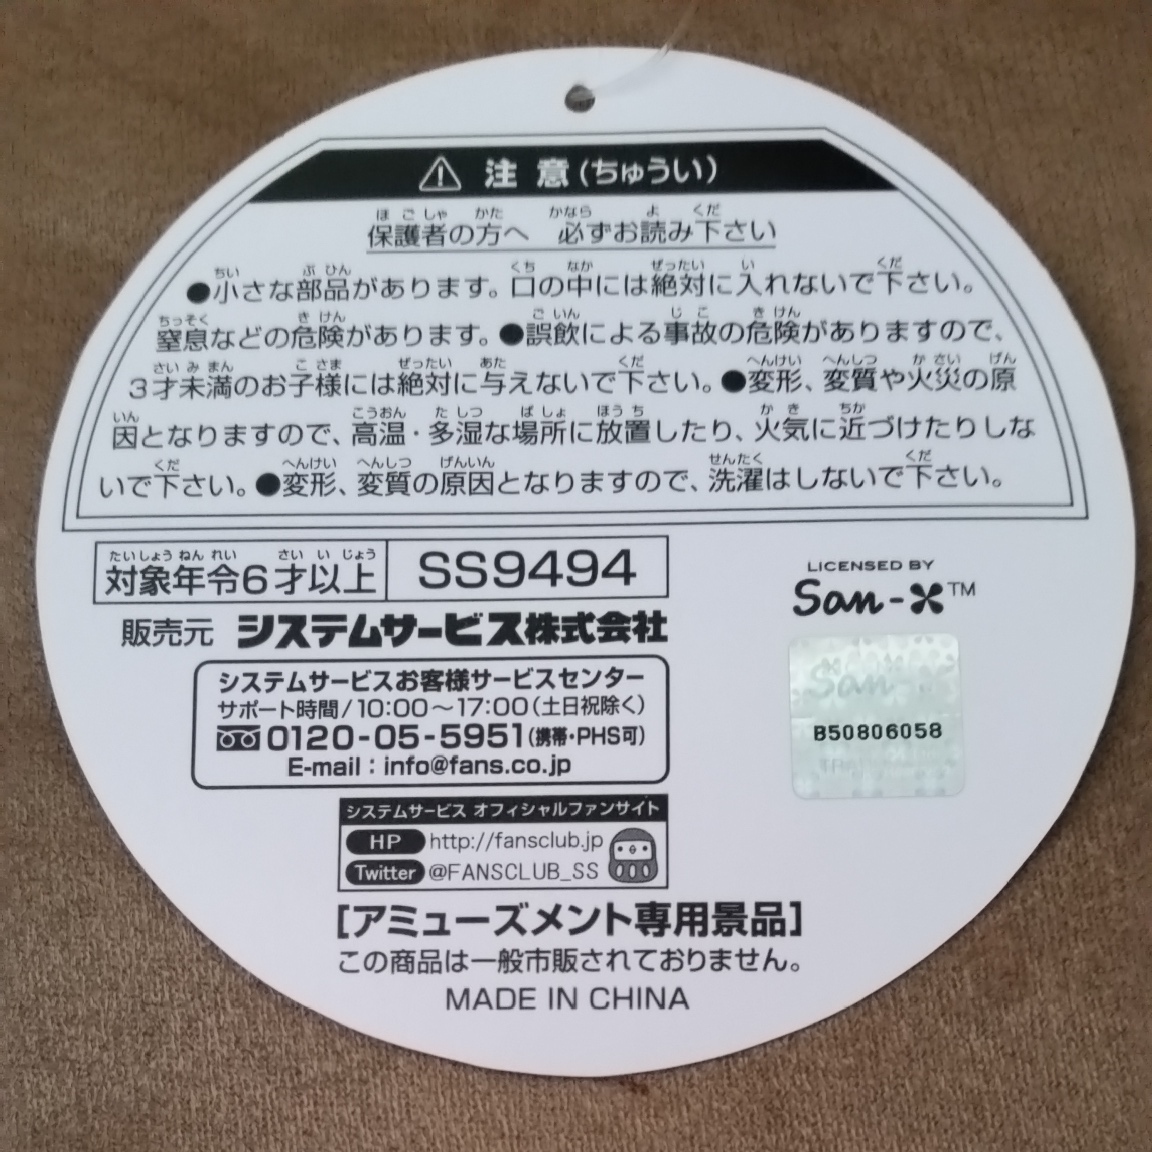 注意(ちゅうい)
保護者の方へ 必ずお読み下さい
●小さな部品があります。口の中には絶対に入れないで下さい。
窒息などの危険があります。●誤飲による事故の危険がありますので、
3才未満のお子様には絶対に与えないで下さい。●変形、変質や火災の原
因となりますので、高温・多湿な場所に放置したり、火気に近づけたりしな
いで下さい。●変形、変質の原因となりますので、洗濯はしないで下さい。
対象年令6才以上 SS9494
販売元 システムサービス株式会社
システムサービスお客様サービスセンター
サポート時間/10:00～17:00(土日祝除く)
0120-05-5951(携帯・PHS可)
E-mail : info@fans.co.jp
システムサービス オフィシャルファンサイト
HP http://fansclub.jp
Twitter @FANSCLUB_SS
[アミューズメント専用景品]
この商品は一般市販されておりません。
MADE IN CHINA
LICENSED BY
San-X™
San-X
B50806058